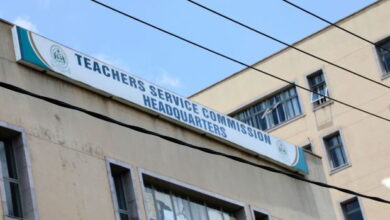 TEACHERS SERVICE COMMISSION
HEADQUARTERS